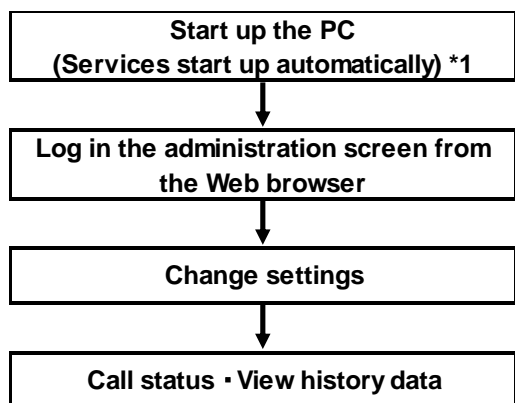 Start up the PC
(Services start up automatically) *1
Log in the administration screen from
the Web browser
Change settings
Call status・View history data